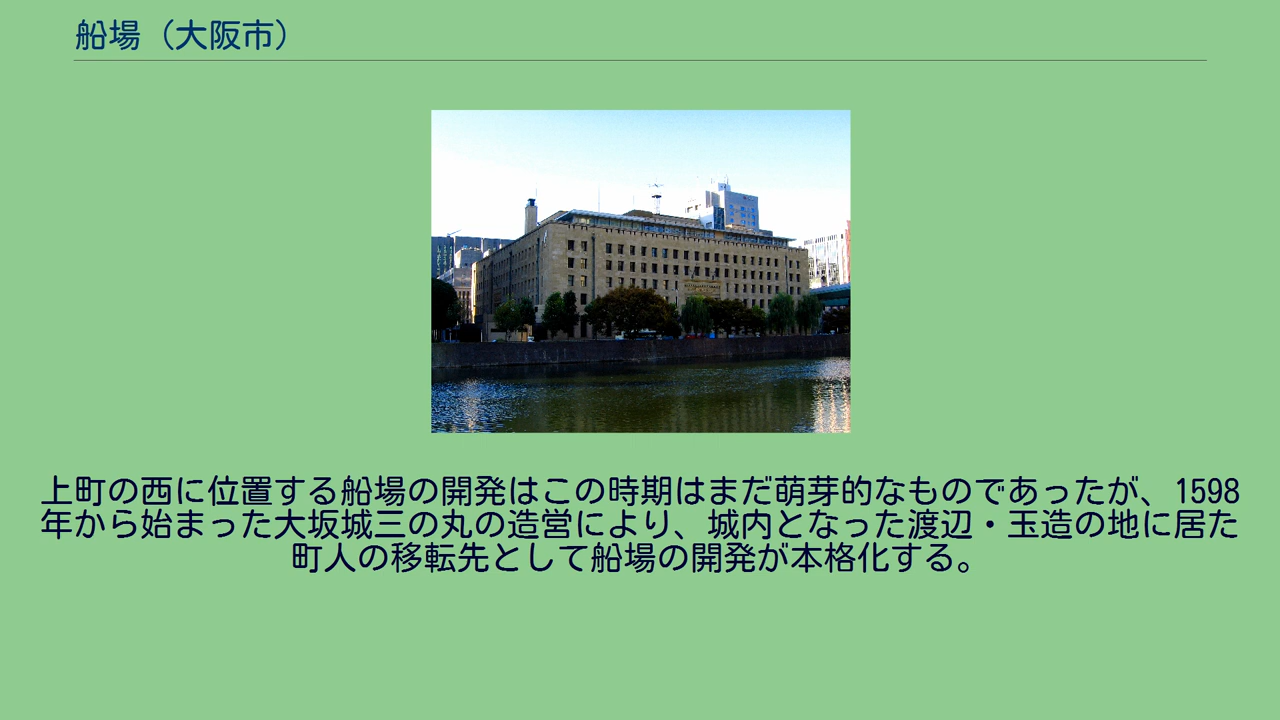 船場（大阪市）
上町の西に位置する船場の開発はこの時期はまだ萌芽的なものであったが、1598
年から始まった大坂城三の丸の造営により、城内となった渡辺・玉造の地に居た
町人の移転先として船場の開発が本格化する。